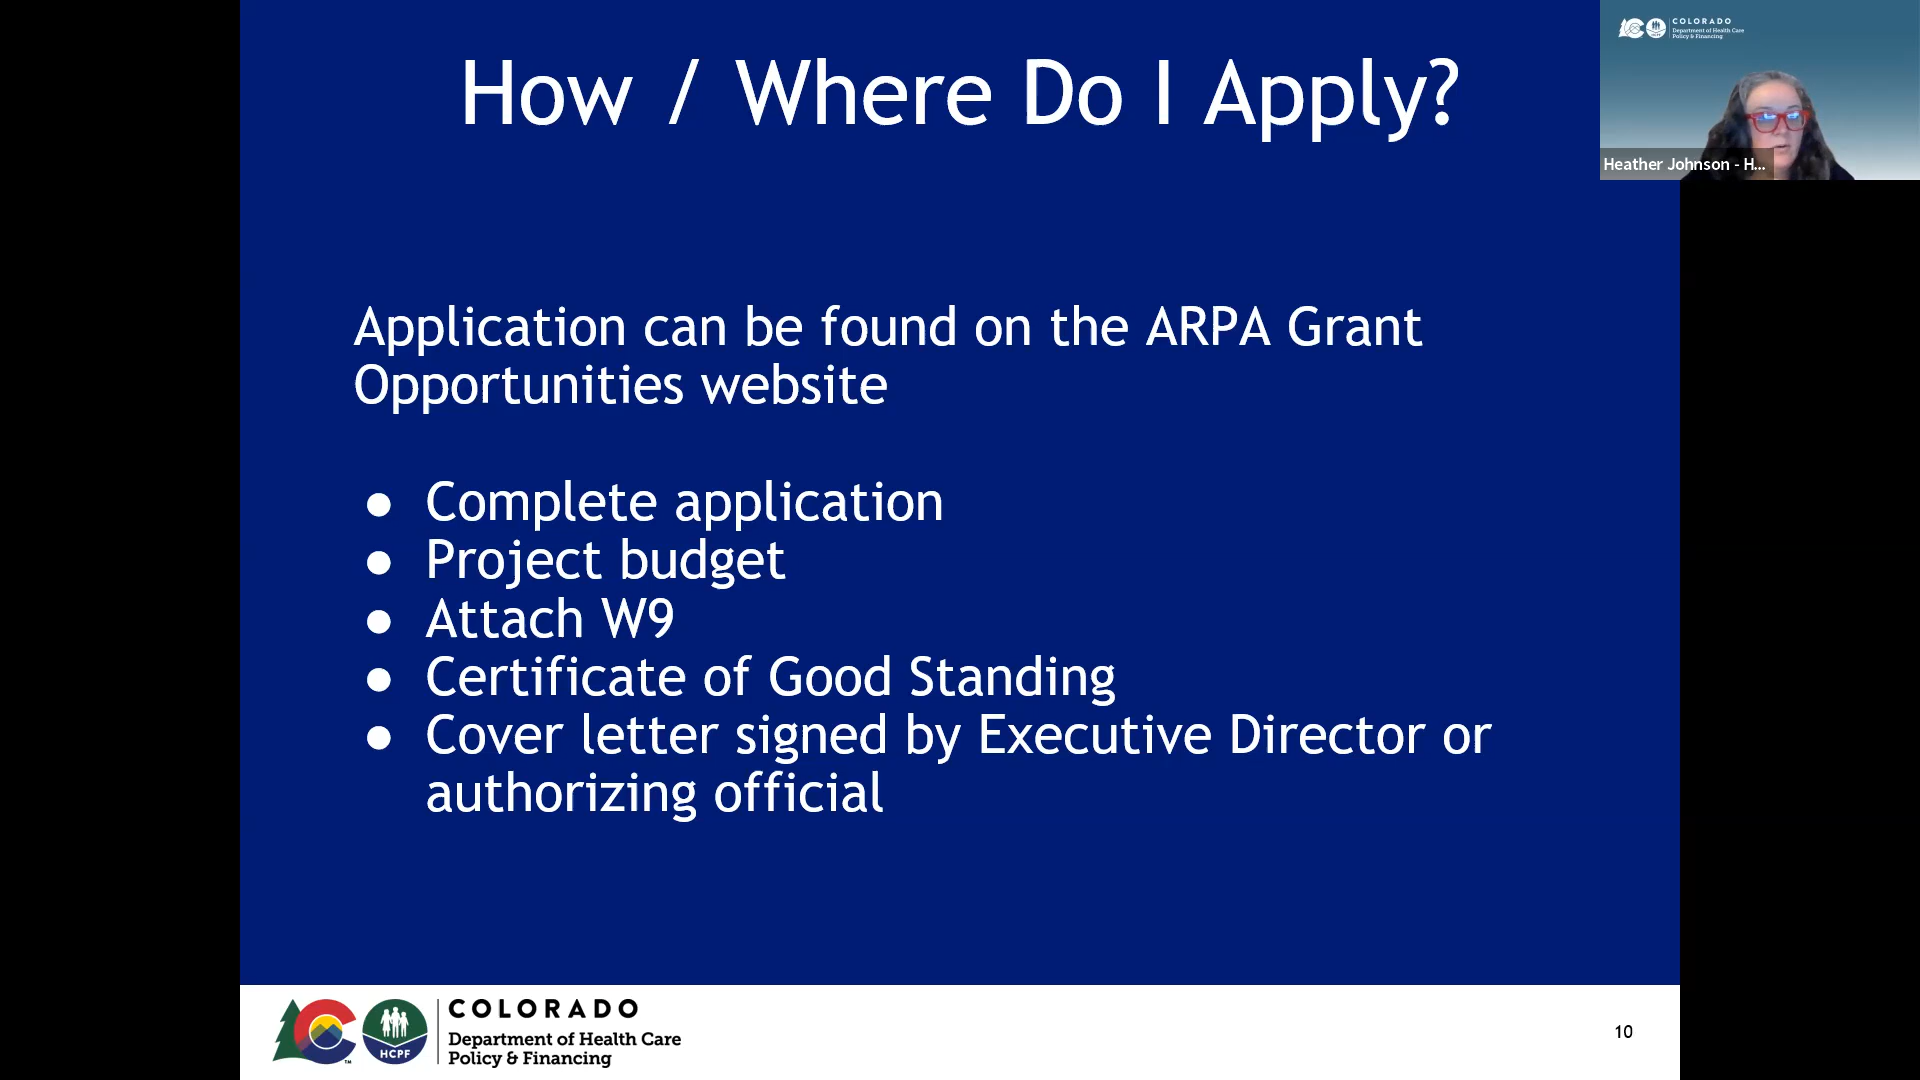 How / Where Do I Apply?
COLORADO
Department of Health Care
Policy & Financing
Heather Johnson - H...
Application can be found on the ARPA Grant
Opportunities website
● Complete application
● Project budget
● Attach W9
● Certificate of Good Standing
● Cover letter signed by Executive Director or
authorizing official
HCPF
TM
COLORADO
Department of Health Care
Policy & Financing
10